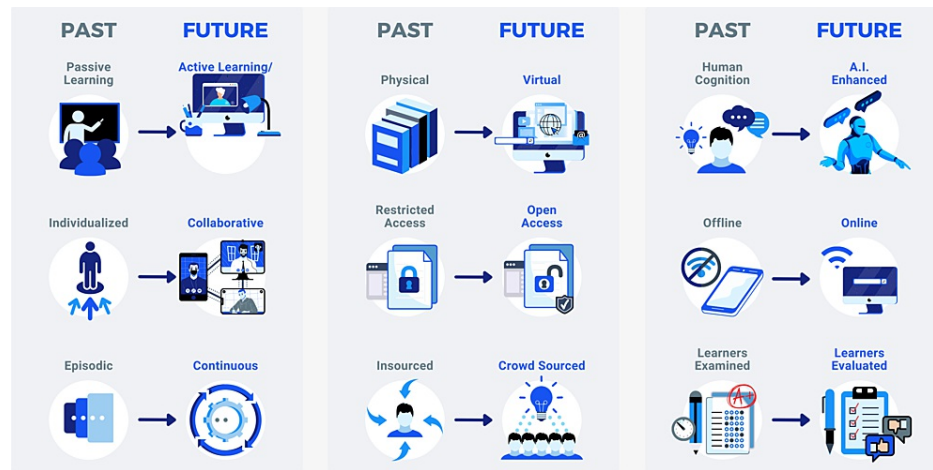 PAST FUTURE
Passive
Learning
Active Learning/
Individualized
Collaborative
Episodic
Continuous
PAST FUTURE
Physical
Virtual
Restricted
Access
Open
Access
Insourced
Crowd Sourced
PAST FUTURE
Human
Cognition
A.I.
Enhanced
Offline
Online
Learners
Examined
A+
Learners
Evaluated